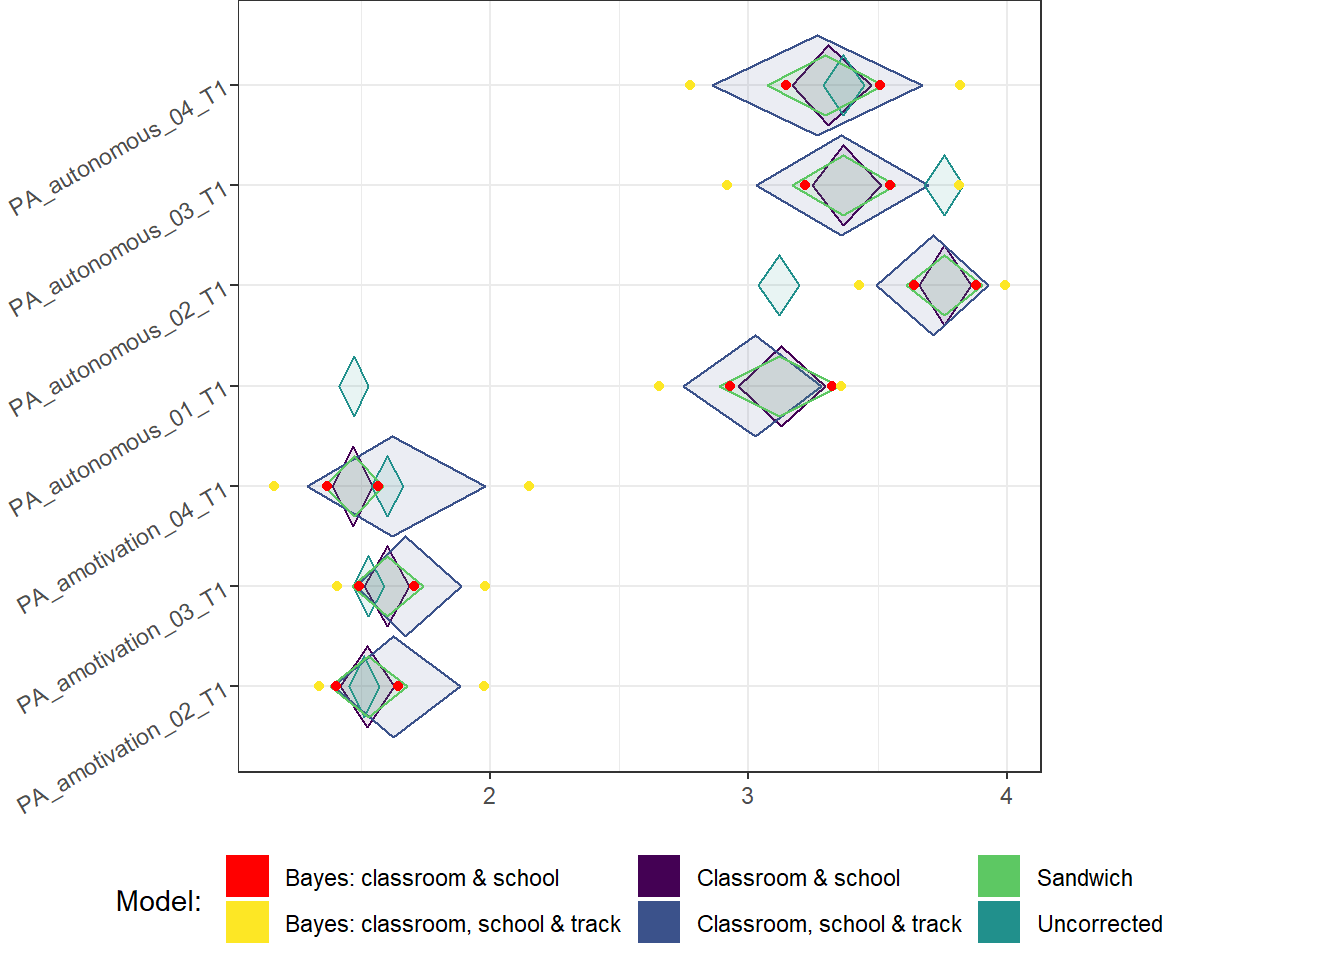 PA_autonomous_04_T1
PA_autonomous_03_T1
PA_autonomous_02_T1
PA_autonomous_01_T1
PA_amotivation_04_T1
PA_amotivation_03_T1
PA_amotivation_02_T1
2 3 4
Model:
Bayes: classroom & school
Classroom & school
Sandwich
Bayes: classroom, school & track
Classroom, school & track
Uncorrected